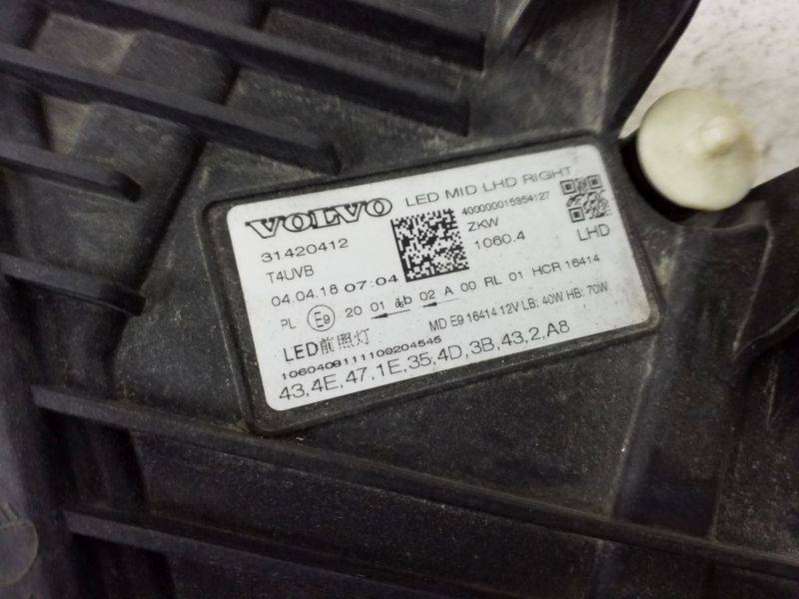 VOLVO LED MID LHD RIGHT
31420412
400000015954127
T4UVB
ZKW
04.04.18 07:04
1060.4
LHD
PL E9 20 01 &b 02 A 00 RL 01 HCR 16414
LED前照灯
MD E9 16414 12V LB: 40W HB: 70W
1060408111109204545
43,4E,47,1E,35,4D,3B,43,2,A8